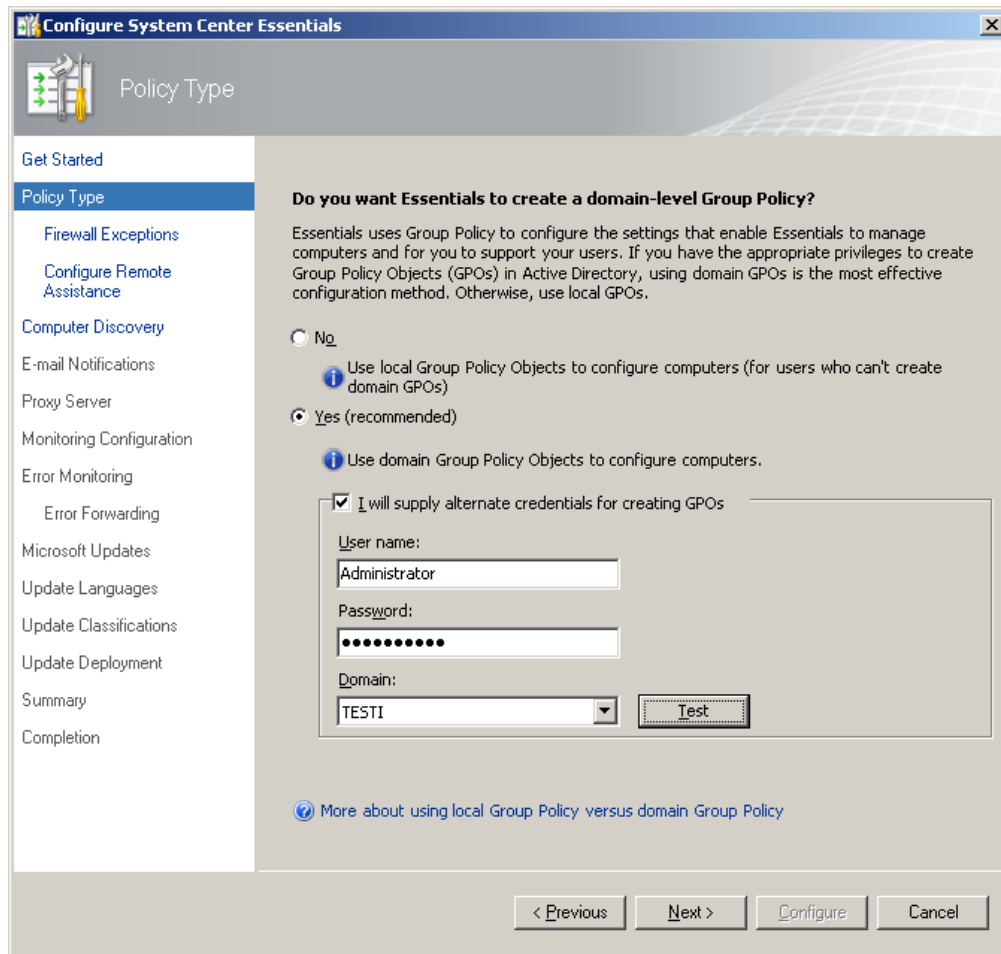 Configure System Center Essentials
Policy Type
Get Started
Policy Type
Firewall Exceptions
Configure Remote
Assistance
Computer Discovery
E-mail Notifications
Proxy Server
Monitoring Configuration
Error Monitoring
Error Forwarding
Microsoft Updates
Update Languages
Update Classifications
Update Deployment
Summary
Completion
Do you want Essentials to create a domain-level Group Policy?
Essentials uses Group Policy to configure the settings that enable Essentials to manage
computers and for you to support your users. If you have the appropriate privileges to create
Group Policy Objects (GPOs) in Active Directory, using domain GPOs is the most effective
configuration method. Otherwise, use local GPOs.
No
Use local Group Policy Objects to configure computers (for users who can't create
domain GPOs)
Yes (recommended)
Use domain Group Policy Objects to configure computers.
I will supply alternate credentials for creating GPOs
User name:
Administrator
Password:
●●●●●●●●●●
Domain:
TESTI
Test
More about using local Group Policy versus domain Group Policy
< Previous
Next >
Configure
Cancel